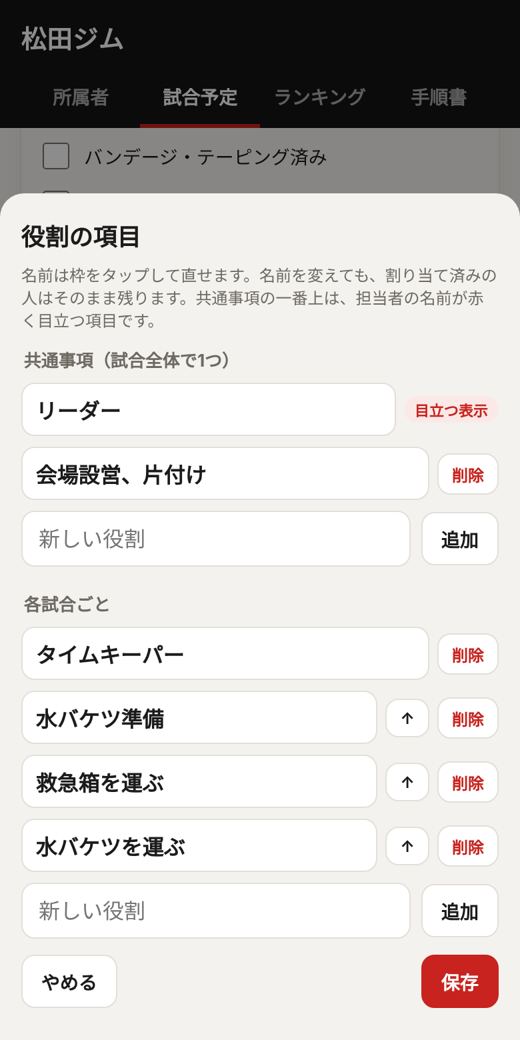 松田ジム
所属者 試合予定 ランキング 手順書
バンデージ・テーピング済み
役割の項目
名前は枠をタップして直せます。名前を変えても、割り当て済みの
人はそのまま残ります。共通事項の一番上は、担当者の名前が赤
く目立つ項目です。
共通事項（試合全体で1つ）
リーダー 目立つ表示
会場設営、片付け 削除
新しい役割 追加
各試合ごと
タイムキーパー 削除
水バケツ準備 ↑ 削除
救急箱を運ぶ ↑ 削除
水バケツを運ぶ ↑ 削除
新しい役割 追加
やめる 保存